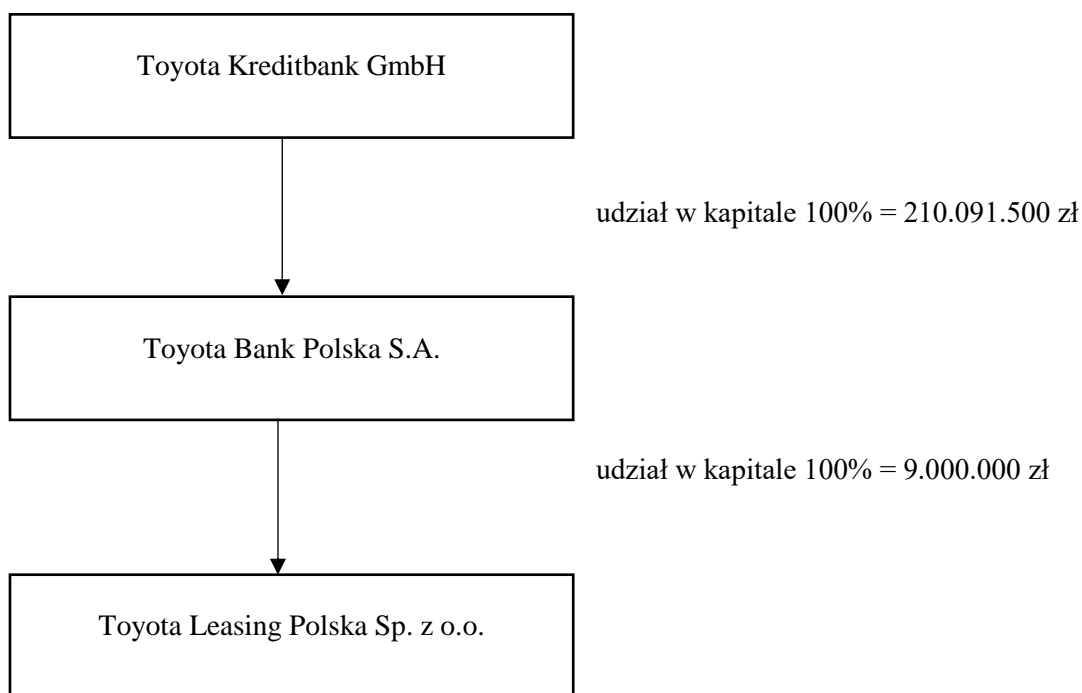 Toyota Kreditbank GmbH
udział w kapitale 100% = 210.091.500 zł
Toyota Bank Polska S.A.
udział w kapitale 100% = 9.000.000 zł
Toyota Leasing Polska Sp. z o.o.